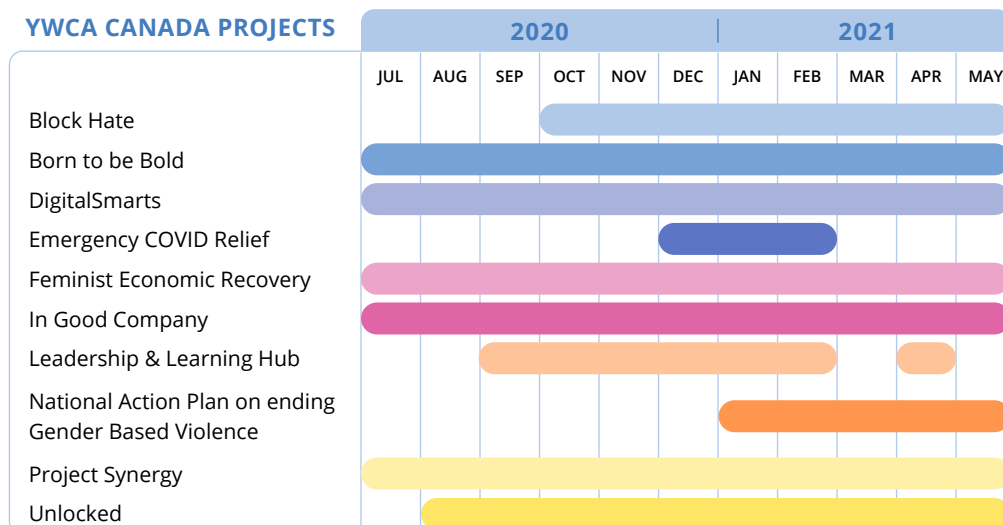 YWCA CANADA PROJECTS
2020
2021
JUL AUG SEP OCT NOV DEC JAN FEB MAR APR MAY
Block Hate
Born to be Bold
DigitalSmarts
Emergency COVID Relief
Feminist Economic Recovery
In Good Company
Leadership & Learning Hub
National Action Plan on ending
Gender Based Violence
Project Synergy
Unlocked